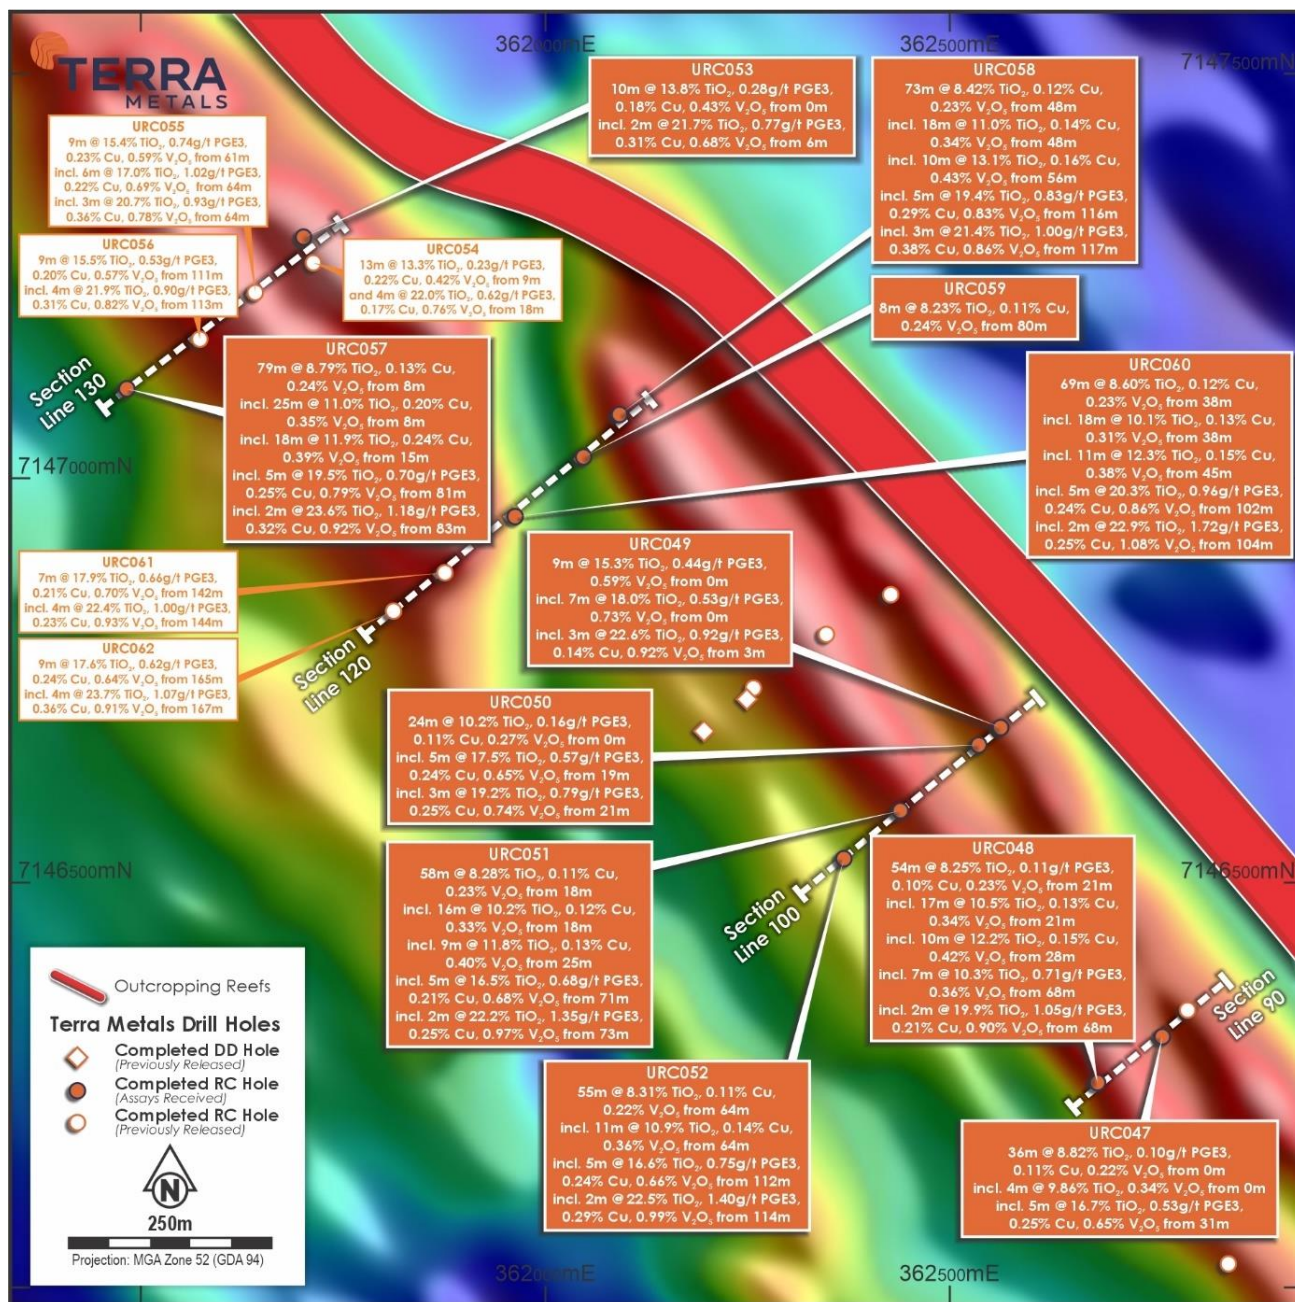 TERRA
METALS
362000mE
362500mE
7147500mN
URC053
10m @ 13.8% TiO₂, 0.28g/t PGE3,
0.18% Cu, 0.43% V₂O₅ from 0m
incl. 2m @ 21.7% TiO₂, 0.77g/t PGE3,
0.31% Cu, 0.68% V₂O₅ from 6m
URC058
73m @ 8.42% TiO₂, 0.12% Cu,
0.23% V₂O₅ from 48m
incl. 18m @ 11.0% TiO₂, 0.14% Cu,
0.34% V₂O₅ from 48m
incl. 10m @ 13.1% TiO₂, 0.16% Cu,
0.43% V₂O₅ from 56m
incl. 5m @ 19.4% TiO₂, 0.83g/t PGE3,
0.29% Cu, 0.83% V₂O₅ from 116m
incl. 3m @ 21.4% TiO₂, 1.00g/t PGE3,
0.38% Cu, 0.86% V₂O₅ from 117m
URC055
9m @ 15.4% TiO₂, 0.74g/t PGE3,
0.23% Cu, 0.59% V₂O₅ from 61m
incl. 6m @ 17.0% TiO₂, 1.02g/t PGE3,
0.22% Cu, 0.69% V₂O₅ from 64m
incl. 3m @ 20.7% TiO₂, 0.93g/t PGE3,
0.36% Cu, 0.78% V₂O₅ from 64m
URC056
9m @ 15.5% TiO₂, 0.53g/t PGE3,
0.20% Cu, 0.57% V₂O₅ from 111m
incl. 4m @ 21.9% TiO₂, 0.90g/t PGE3,
0.31% Cu, 0.82% V₂O₅ from 113m
URC054
13m @ 13.3% TiO₂, 0.23g/t PGE3,
0.22% Cu, 0.42% V₂O₅ from 9m
and 4m @ 22.0% TiO₂, 0.62g/t PGE3,
0.17% Cu, 0.76% V₂O₅ from 18m
URC059
8m @ 8.23% TiO₂, 0.11% Cu,
0.24% V₂O₅ from 80m
Section
Line 130
URC057
79m @ 8.79% TiO₂, 0.13% Cu,
0.24% V₂O₅ from 8m
incl. 25m @ 11.0% TiO₂, 0.20% Cu,
0.35% V₂O₅ from 8m
incl. 18m @ 11.9% TiO₂, 0.24% Cu,
0.39% V₂O₅ from 15m
incl. 5m @ 19.5% TiO₂, 0.70g/t PGE3,
0.25% Cu, 0.79% V₂O₅ from 81m
incl. 2m @ 23.6% TiO₂, 1.18g/t PGE3,
0.32% Cu, 0.92% V₂O₅ from 83m
URC060
69m @ 8.60% TiO₂, 0.12% Cu,
0.23% V₂O₅ from 38m
incl. 18m @ 10.1% TiO₂, 0.13% Cu,
0.31% V₂O₅ from 38m
incl. 11m @ 12.3% TiO₂, 0.15% Cu,
0.38% V₂O₅ from 45m
incl. 5m @ 20.3% TiO₂, 0.96g/t PGE3,
0.24% Cu, 0.86% V₂O₅ from 102m
incl. 2m @ 22.9% TiO₂, 1.72g/t PGE3,
0.25% Cu, 1.08% V₂O₅ from 104m
7147000mN
URC061
7m @ 17.9% TiO₂, 0.66g/t PGE3,
0.21% Cu, 0.70% V₂O₅ from 142m
incl. 4m @ 22.4% TiO₂, 1.00g/t PGE3,
0.23% Cu, 0.93% V₂O₅ from 144m
URC062
9m @ 17.6% TiO₂, 0.62g/t PGE3,
0.24% Cu, 0.64% V₂O₅ from 165m
incl. 4m @ 23.7% TiO₂, 1.07g/t PGE3,
0.36% Cu, 0.91% V₂O₅ from 167m
Section
Line 120
URC049
9m @ 15.3% TiO₂, 0.44g/t PGE3,
0.59% V₂O₅ from 0m
incl. 7m @ 18.0% TiO₂, 0.53g/t PGE3,
0.73% V₂O₅ from 0m
incl. 3m @ 22.6% TiO₂, 0.92g/t PGE3,
0.14% Cu, 0.92% V₂O₅ from 3m
URC050
24m @ 10.2% TiO₂, 0.16g/t PGE3,
0.11% Cu, 0.27% V₂O₅ from 0m
incl. 5m @ 17.5% TiO₂, 0.57g/t PGE3,
0.24% Cu, 0.65% V₂O₅ from 19m
incl. 3m @ 19.2% TiO₂, 0.79g/t PGE3,
0.25% Cu, 0.74% V₂O₅ from 21m
URC051
58m @ 8.28% TiO₂, 0.11% Cu,
0.23% V₂O₅ from 18m
incl. 16m @ 10.2% TiO₂, 0.12% Cu,
0.33% V₂O₅ from 18m
incl. 9m @ 11.8% TiO₂, 0.13% Cu,
0.40% V₂O₅ from 25m
incl. 5m @ 16.5% TiO₂, 0.68g/t PGE3,
0.21% Cu, 0.68% V₂O₅ from 71m
incl. 2m @ 22.2% TiO₂, 1.35g/t PGE3,
0.25% Cu, 0.97% V₂O₅ from 73m
7146500mN
7146500mN
Section
Line 100
URC048
54m @ 8.25% TiO₂, 0.11g/t PGE3,
0.10% Cu, 0.23% V₂O₅ from 21m
incl. 17m @ 10.5% TiO₂, 0.13% Cu,
0.34% V₂O₅ from 21m
incl. 10m @ 12.2% TiO₂, 0.15% Cu,
0.42% V₂O₅ from 28m
incl. 7m @ 10.3% TiO₂, 0.71g/t PGE3,
0.36% V₂O₅ from 68m
incl. 2m @ 19.9% TiO₂, 1.05g/t PGE3,
0.21% Cu, 0.90% V₂O₅ from 68m
Section
Line 90
URC052
55m @ 8.31% TiO₂, 0.11% Cu,
0.22% V₂O₅ from 64m
incl. 11m @ 10.9% TiO₂, 0.14% Cu,
0.36% V₂O₅ from 64m
incl. 5m @ 16.6% TiO₂, 0.75g/t PGE3,
0.24% Cu, 0.66% V₂O₅ from 112m
incl. 2m @ 22.5% TiO₂, 1.40g/t PGE3,
0.29% Cu, 0.99% V₂O₅ from 114m
URC047
36m @ 8.82% TiO₂, 0.10g/t PGE3,
0.11% Cu, 0.22% V₂O₅ from 0m
incl. 4m @ 9.86% TiO₂, 0.34% V₂O₅ from 0m
incl. 5m @ 16.7% TiO₂, 0.53g/t PGE3,
0.25% Cu, 0.65% V₂O₅ from 31m
Outcropping Reefs
Terra Metals Drill Holes
Completed DD Hole
(Previously Released)
Completed RC Hole
(Assays Received)
Completed RC Hole
(Previously Released)
N
250m
Projection: MGA Zone 52 (GDA 94)
362000mE
362500mE